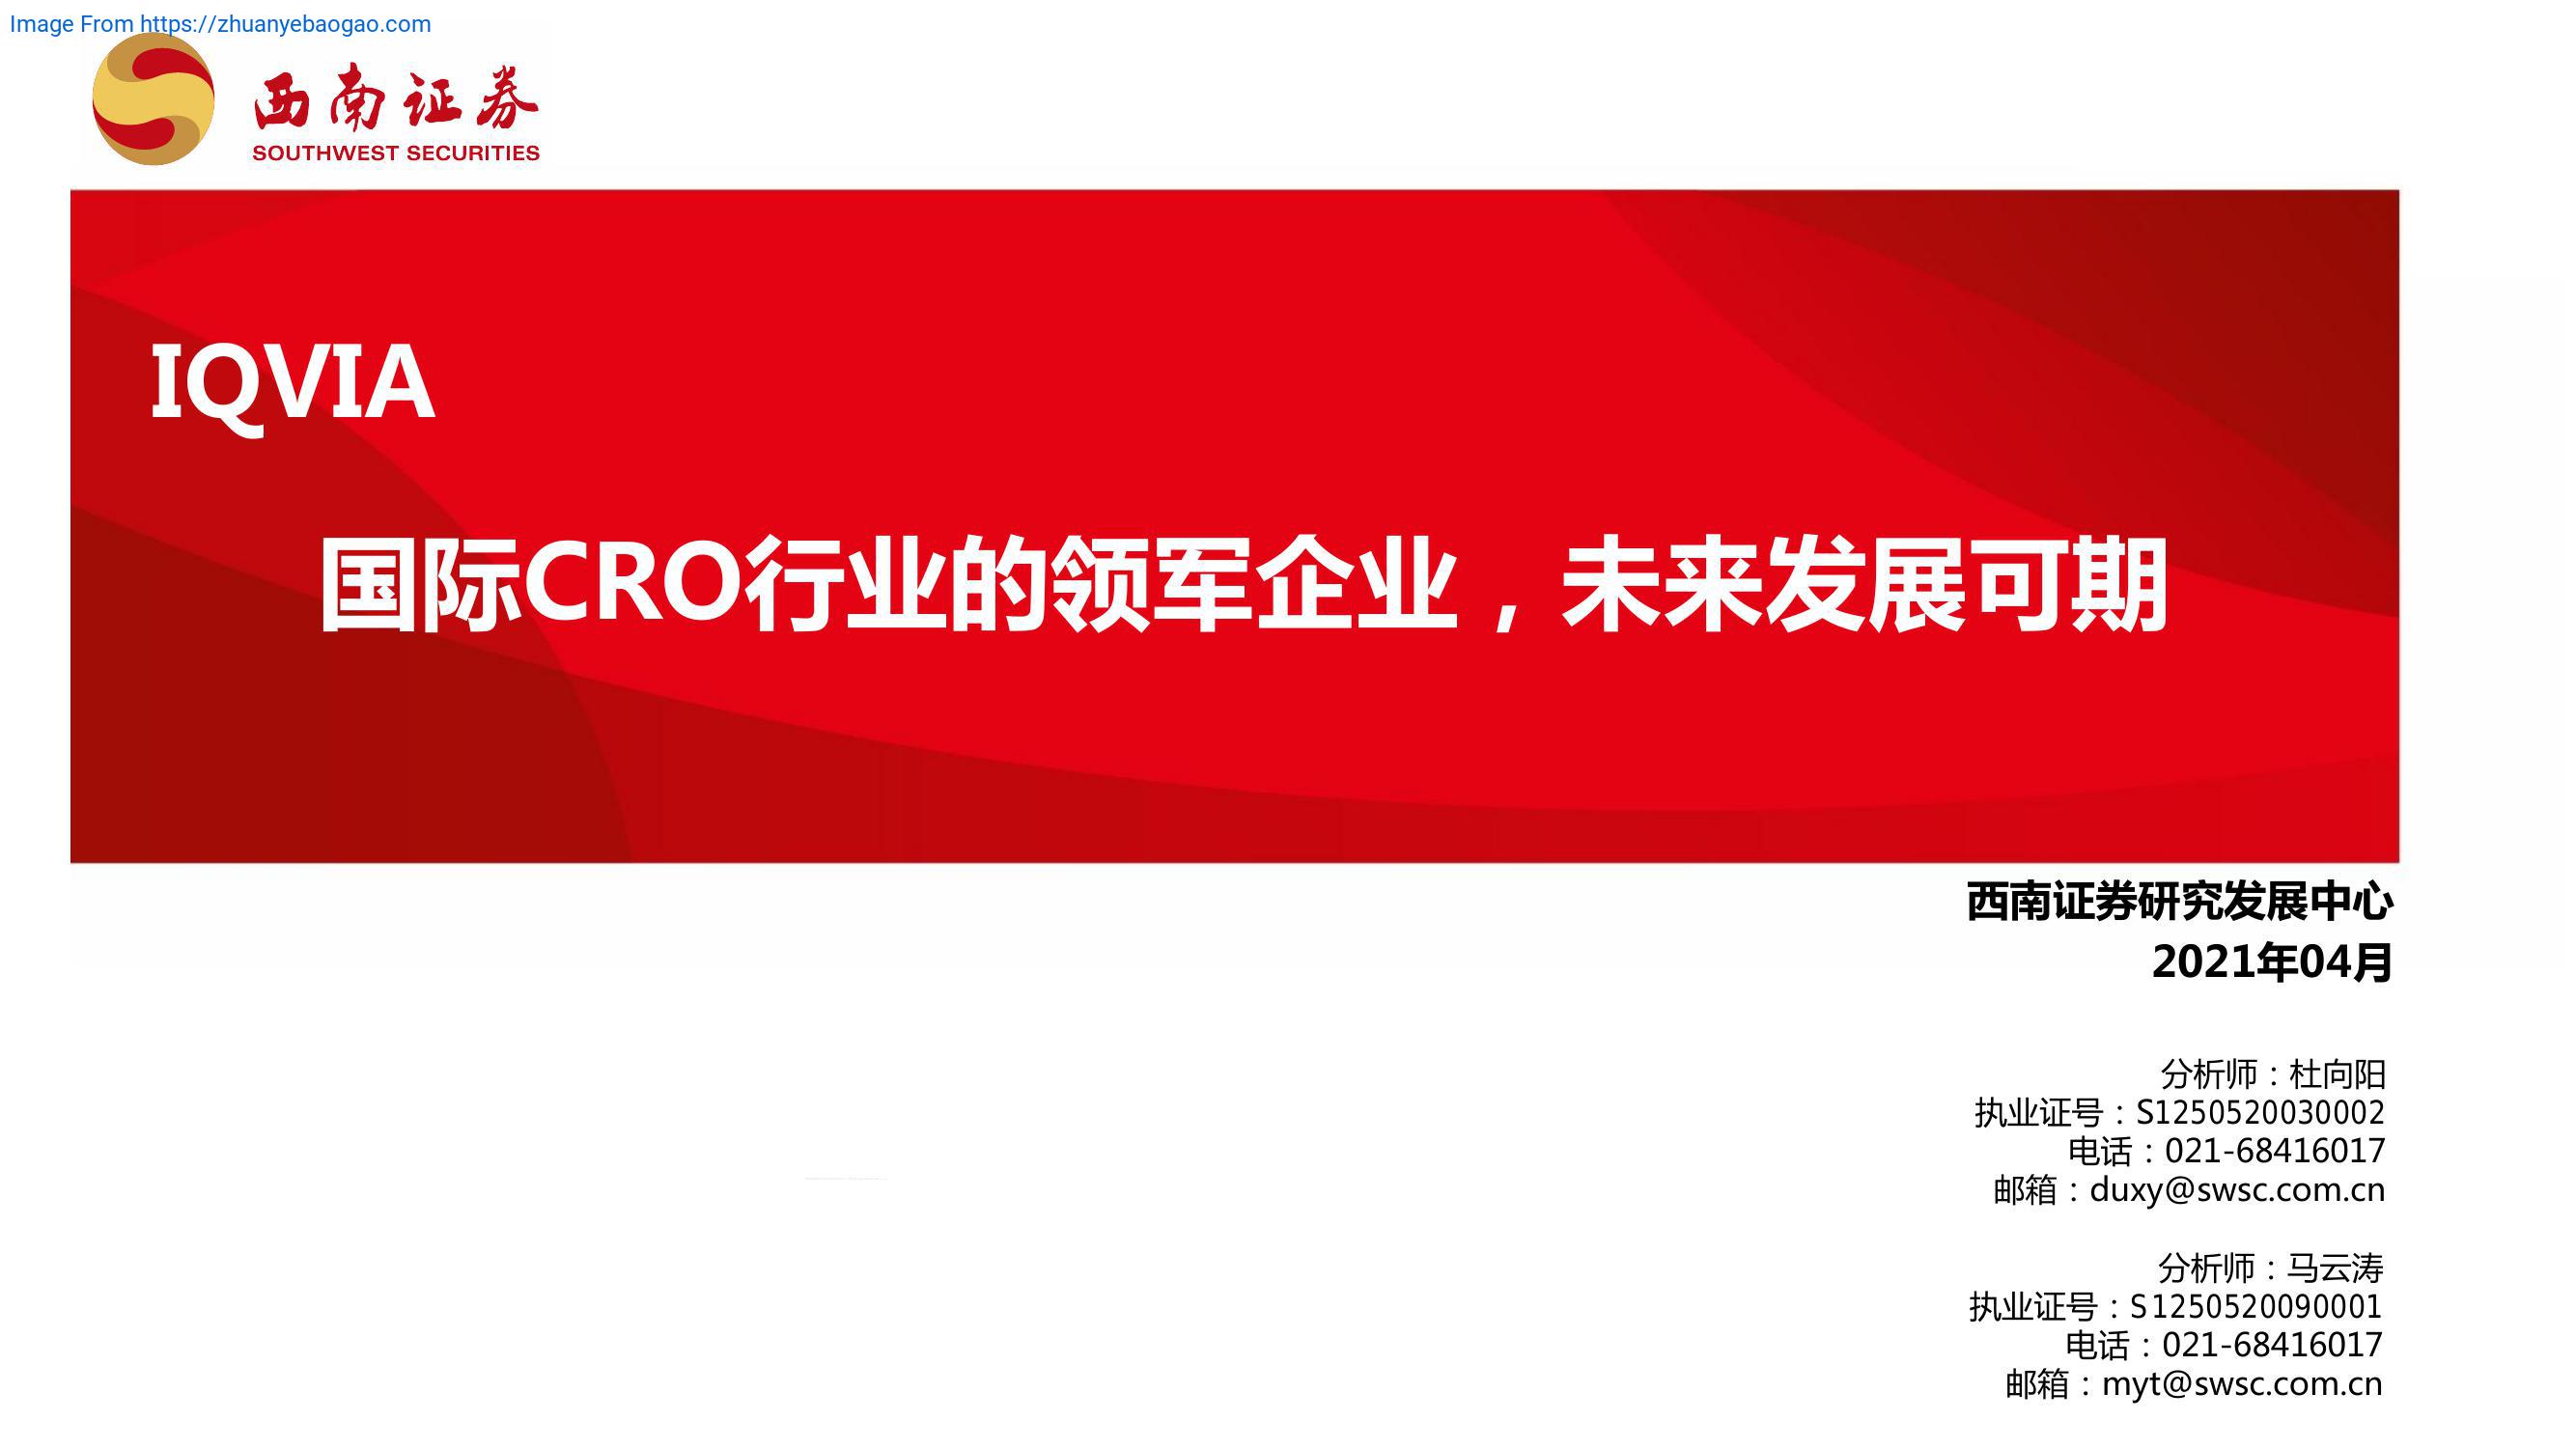 Image From https://zhuanyebaogao.com
西南证券
SOUTHWEST SECURITIES
IQVIA
国际CRO行业的领军企业，未来发展可期
西南证券研究发展中心
2021年04月
分析师：杜向阳
执业证号：S1250520030002
电话：021-68416017
邮箱：duxy@swsc.com.cn
分析师：马云涛
执业证号：S1250520090001
电话：021-68416017
邮箱：myt@swsc.com.cn